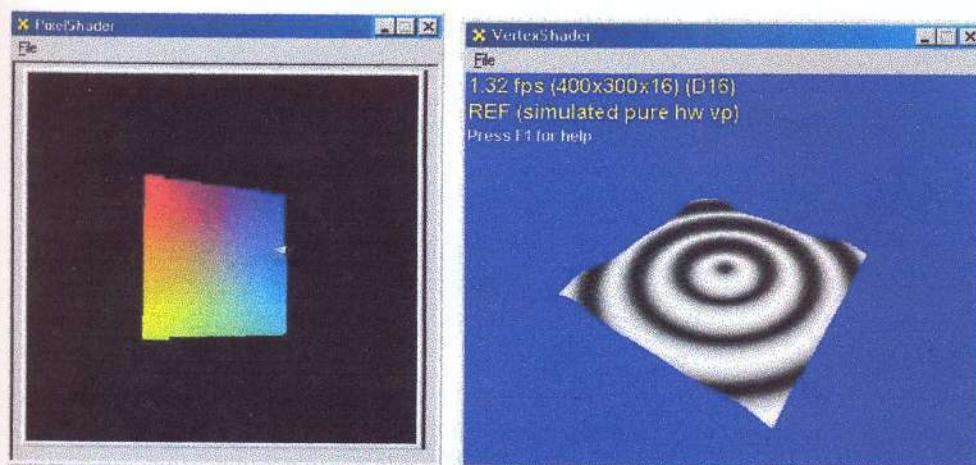 PixelShader
File
VertexShader
File
1.32 fps (400x300x16) (D16)
REF (simulated pure hw vp)
Press F1 for help